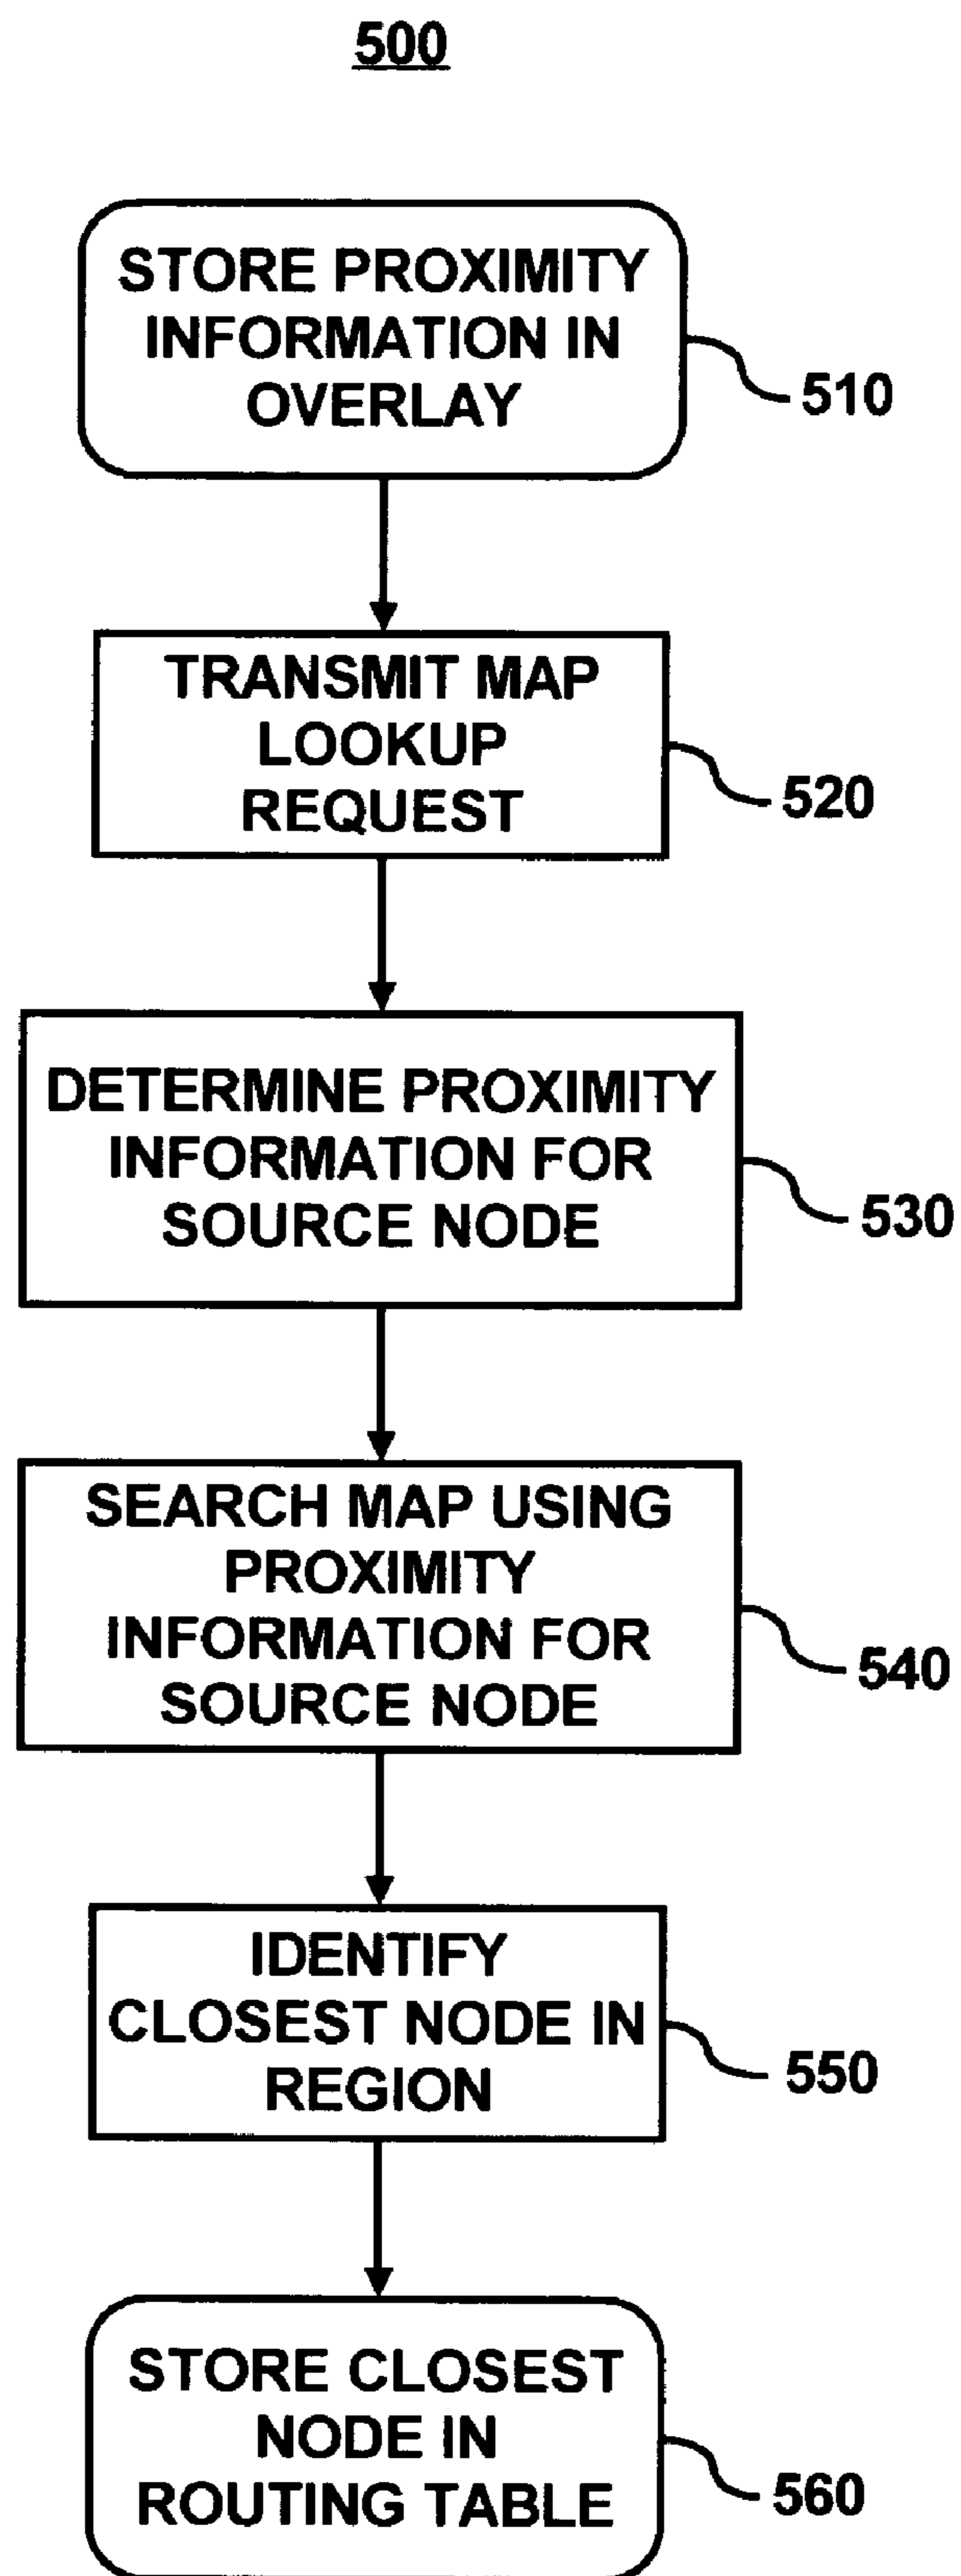 500
STORE PROXIMITY
INFORMATION IN
OVERLAY
510
TRANSMIT MAP
LOOKUP
REQUEST
520
DETERMINE PROXIMITY
INFORMATION FOR
SOURCE NODE
530
SEARCH MAP USING
PROXIMITY
INFORMATION FOR
SOURCE NODE
540
IDENTIFY
CLOSEST NODE IN
REGION
550
STORE CLOSEST
NODE IN
ROUTING TABLE
560